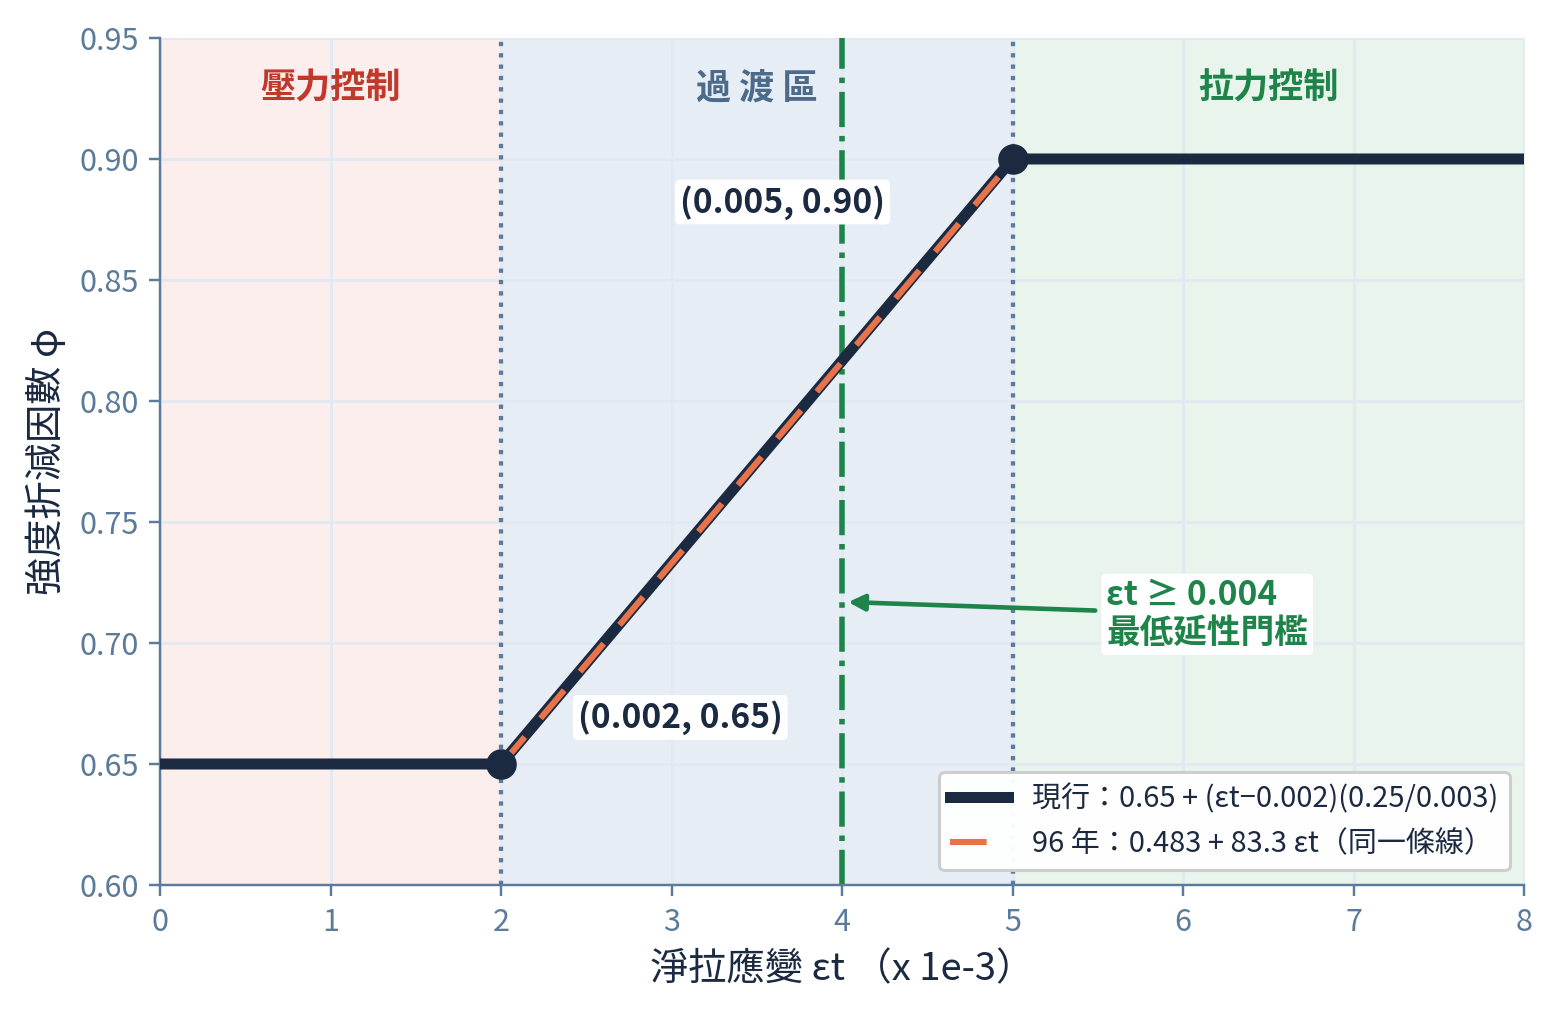 壓力控制
過 渡 區
拉力控制
(0.005, 0.90)
εt ≥ 0.004
最低延性門檻
(0.002, 0.65)
現行：0.65 + (εt−0.002)(0.25/0.003)
96 年：0.483 + 83.3 εt（同一條線）
強度折減因數 ϕ
0.95
0.90
0.85
0.80
0.75
0.70
0.65
0.60
0 1 2 3 4 5 6 7 8
淨拉應變 εt （x 1e-3）